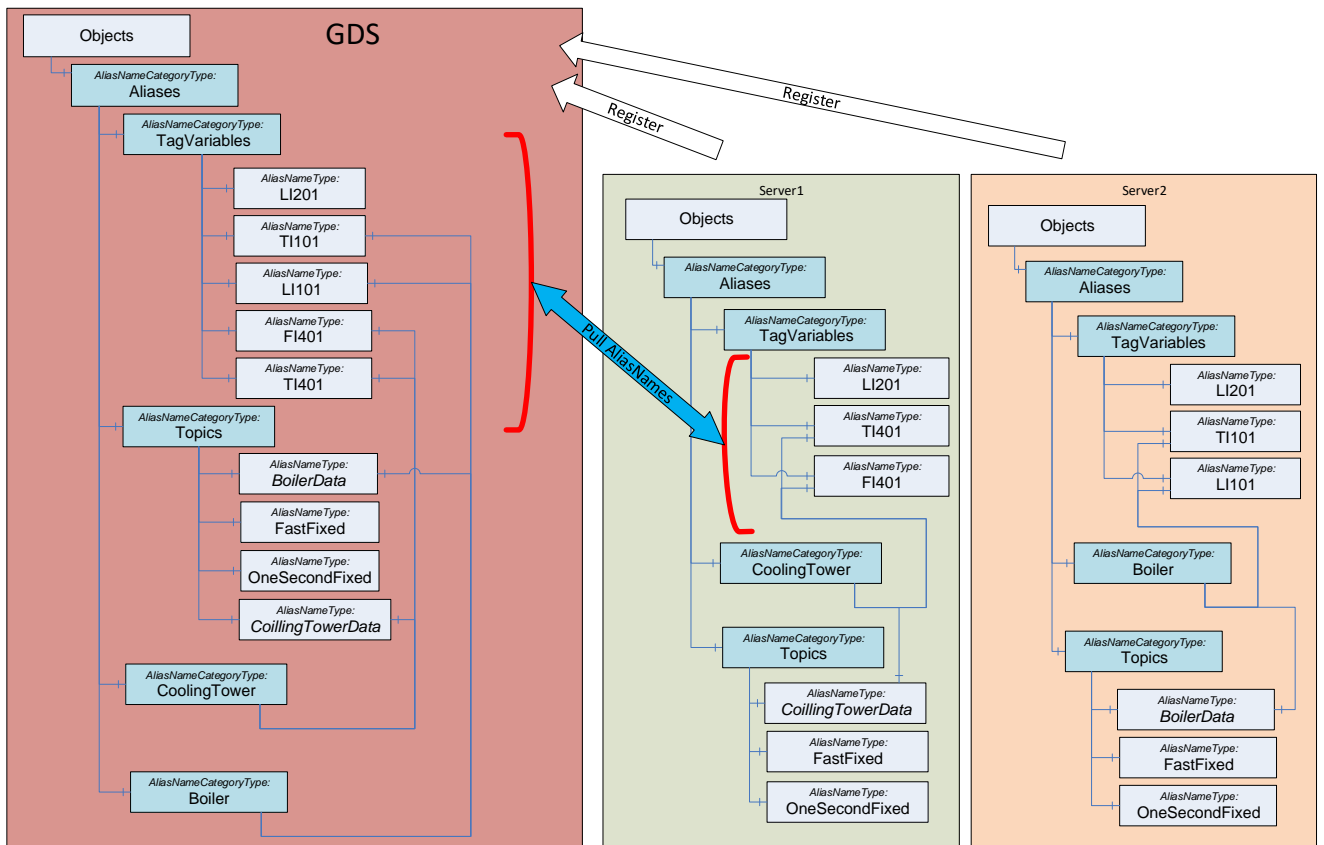 GDS
Objects
AliasNameCategoryType:
Aliases
AliasNameCategoryType:
TagVariables
AliasNameType:
LI201
AliasNameType:
TI101
AliasNameType:
LI101
AliasNameType:
FI401
AliasNameType:
TI401
AliasNameCategoryType:
Topics
AliasNameType:
BoilerData
AliasNameType:
FastFixed
AliasNameType:
OneSecondFixed
AliasNameType:
CoillingTowerData
AliasNameCategoryType:
CoolingTower
AliasNameCategoryType:
Boiler
Register
Register
Pull AliasNames
Server1
Objects
AliasNameCategoryType:
Aliases
AliasNameCategoryType:
TagVariables
AliasNameType:
LI201
AliasNameType:
TI401
AliasNameType:
FI401
AliasNameCategoryType:
CoolingTower
AliasNameCategoryType:
Topics
AliasNameType:
CoillingTowerData
AliasNameType:
FastFixed
AliasNameType:
OneSecondFixed
Server2
Objects
AliasNameCategoryType:
Aliases
AliasNameCategoryType:
TagVariables
AliasNameType:
LI201
AliasNameType:
TI101
AliasNameType:
LI101
AliasNameCategoryType:
Boiler
AliasNameCategoryType:
Topics
AliasNameType:
BoilerData
AliasNameType:
FastFixed
AliasNameType:
OneSecondFixed